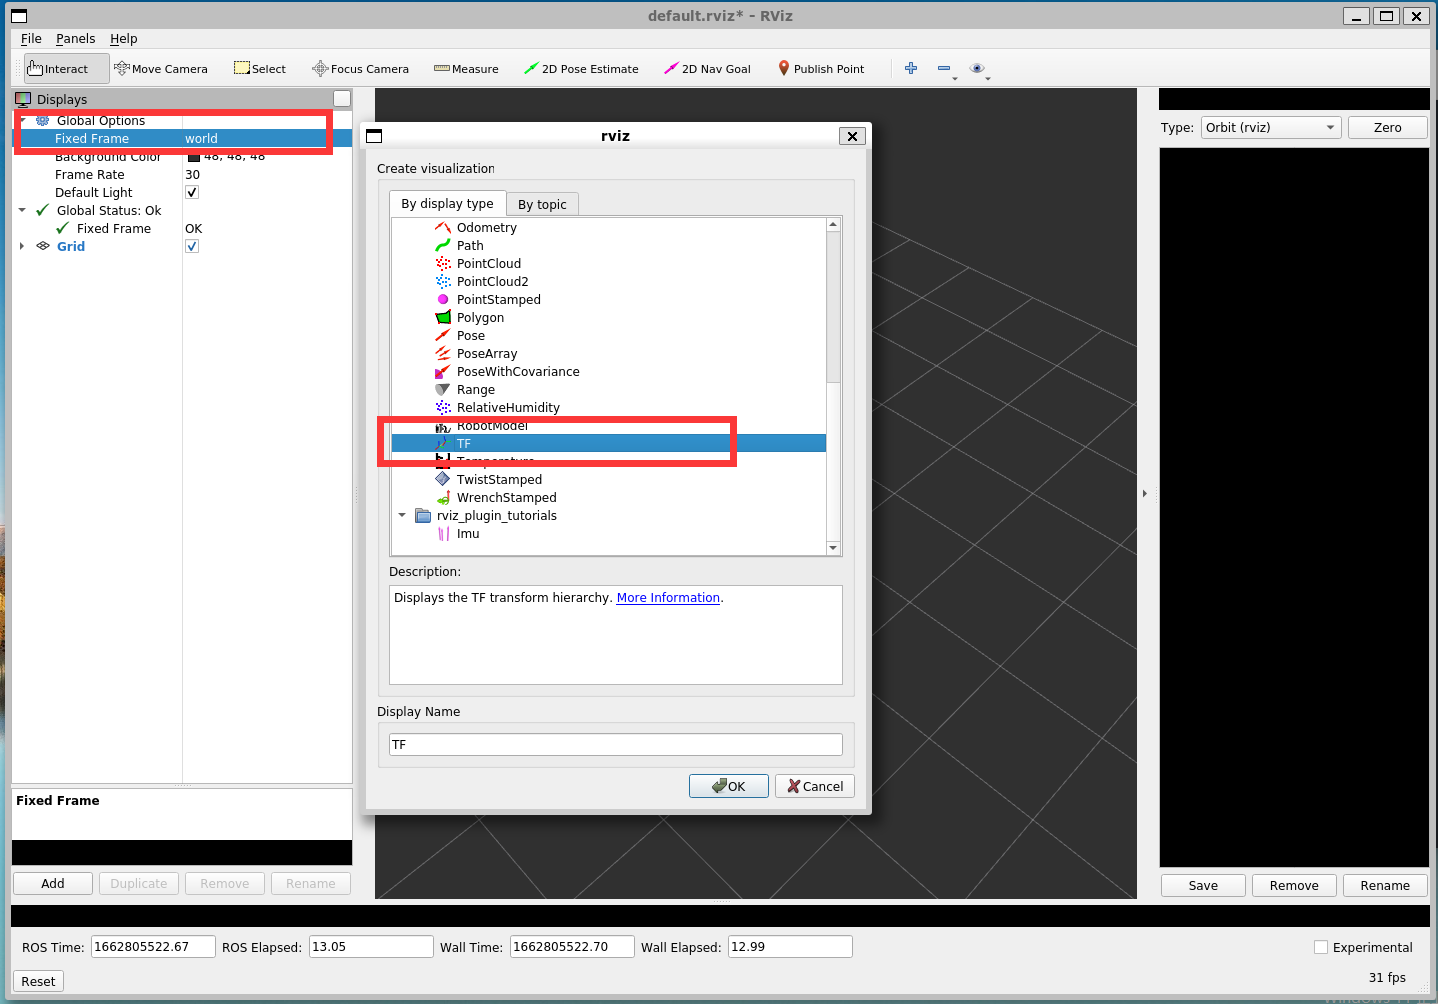 default.rviz* - RViz
File Panels Help
Interact Move Camera Select Focus Camera Measure 2D Pose Estimate 2D Nav Goal Publish Point
Displays
Global Options
Fixed Frame world
Background Color 48; 48; 48
Frame Rate 30
Default Light
Global Status: Ok
Fixed Frame OK
Grid
Fixed Frame
Add Duplicate Remove Rename
rviz
Create visualization
By display type By topic
Odometry
Path
PointCloud
PointCloud2
PointStamped
Polygon
Pose
PoseArray
PoseWithCovariance
Range
RelativeHumidity
RobotModel
TF
Temperature
TwistStamped
WrenchStamped
rviz_plugin_tutorials
Imu
Description:
Displays the TF transform hierarchy. More Information.
Display Name
TF
OK Cancel
Type: Orbit (rviz) Zero
Save Remove Rename
ROS Time: 1662805522.67 ROS Elapsed: 13.05 Wall Time: 1662805522.70 Wall Elapsed: 12.99 Experimental
Reset 31 fps